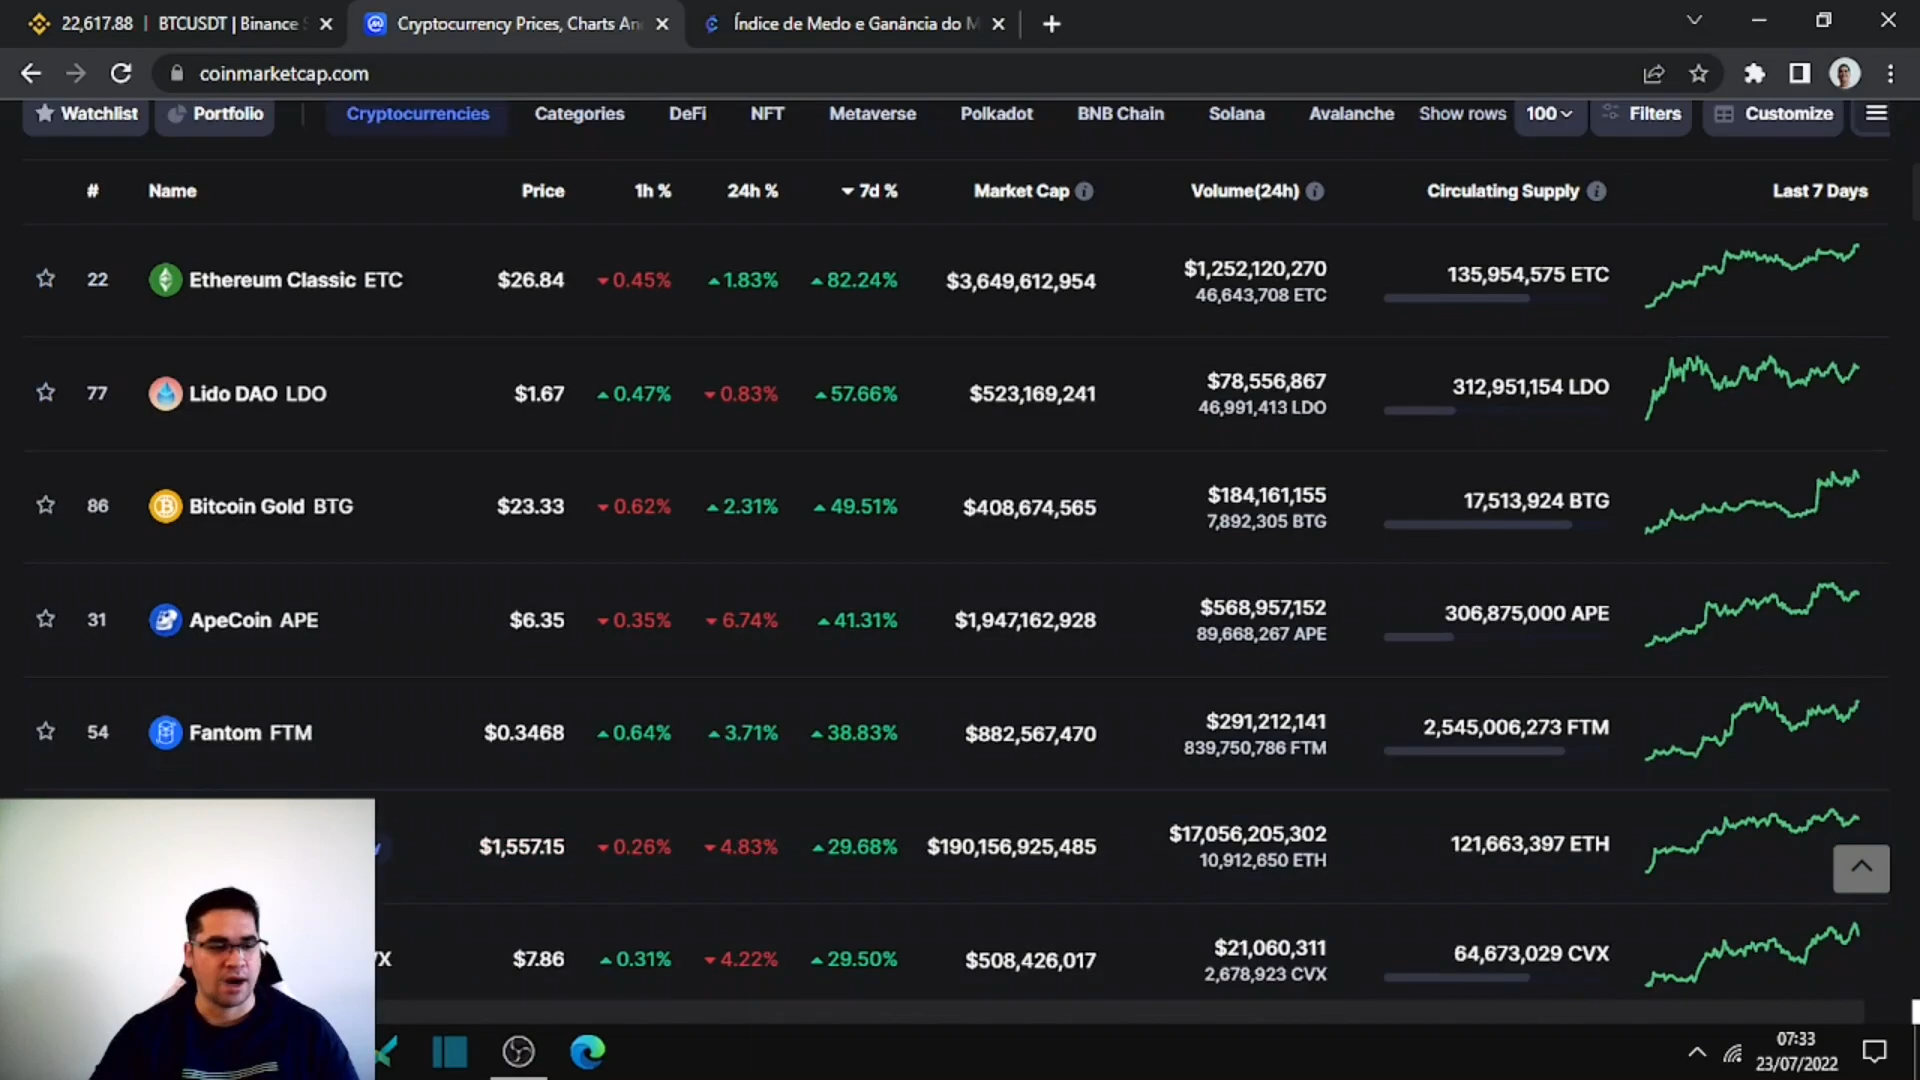 22,617.88 | BTCUSDT | Binance
Cryptocurrency Prices, Charts An
Índice de Medo e Ganância do M
coinmarketcap.com
Watchlist Portfolio Cryptocurrencies Categories DeFi NFT Metaverse Polkadot BNB Chain Solana Avalanche Show rows 100 Filters Customize
# Name Price 1h % 24h % 7d % Market Cap Volume(24h) Circulating Supply Last 7 Days
22 Ethereum Classic ETC $26.84 0.45% 1.83% 82.24% $3,649,612,954 $1,252,120,270 135,954,575 ETC
46,643,708 ETC
77 Lido DAO LDO $1.67 0.47% 0.83% 57.66% $523,169,241 $78,556,867 312,951,154 LDO
46,991,413 LDO
86 Bitcoin Gold BTG $23.33 0.62% 2.31% 49.51% $408,674,565 $184,161,155 17,513,924 BTG
7,892,305 BTG
31 ApeCoin APE $6.35 0.35% 6.74% 41.31% $1,947,162,928 $568,957,152 306,875,000 APE
89,668,267 APE
54 Fantom FTM $0.3468 0.64% 3.71% 38.83% $882,567,470 $291,212,141 2,545,006,273 FTM
839,750,786 FTM
$1,557.15 0.26% 4.83% 29.68% $190,156,925,485 $17,056,205,302 121,663,397 ETH
10,912,650 ETH
VX $7.86 0.31% 4.22% 29.50% $508,426,017 $21,060,311 64,673,029 CVX
2,678,923 CVX
07:33
23/07/2022